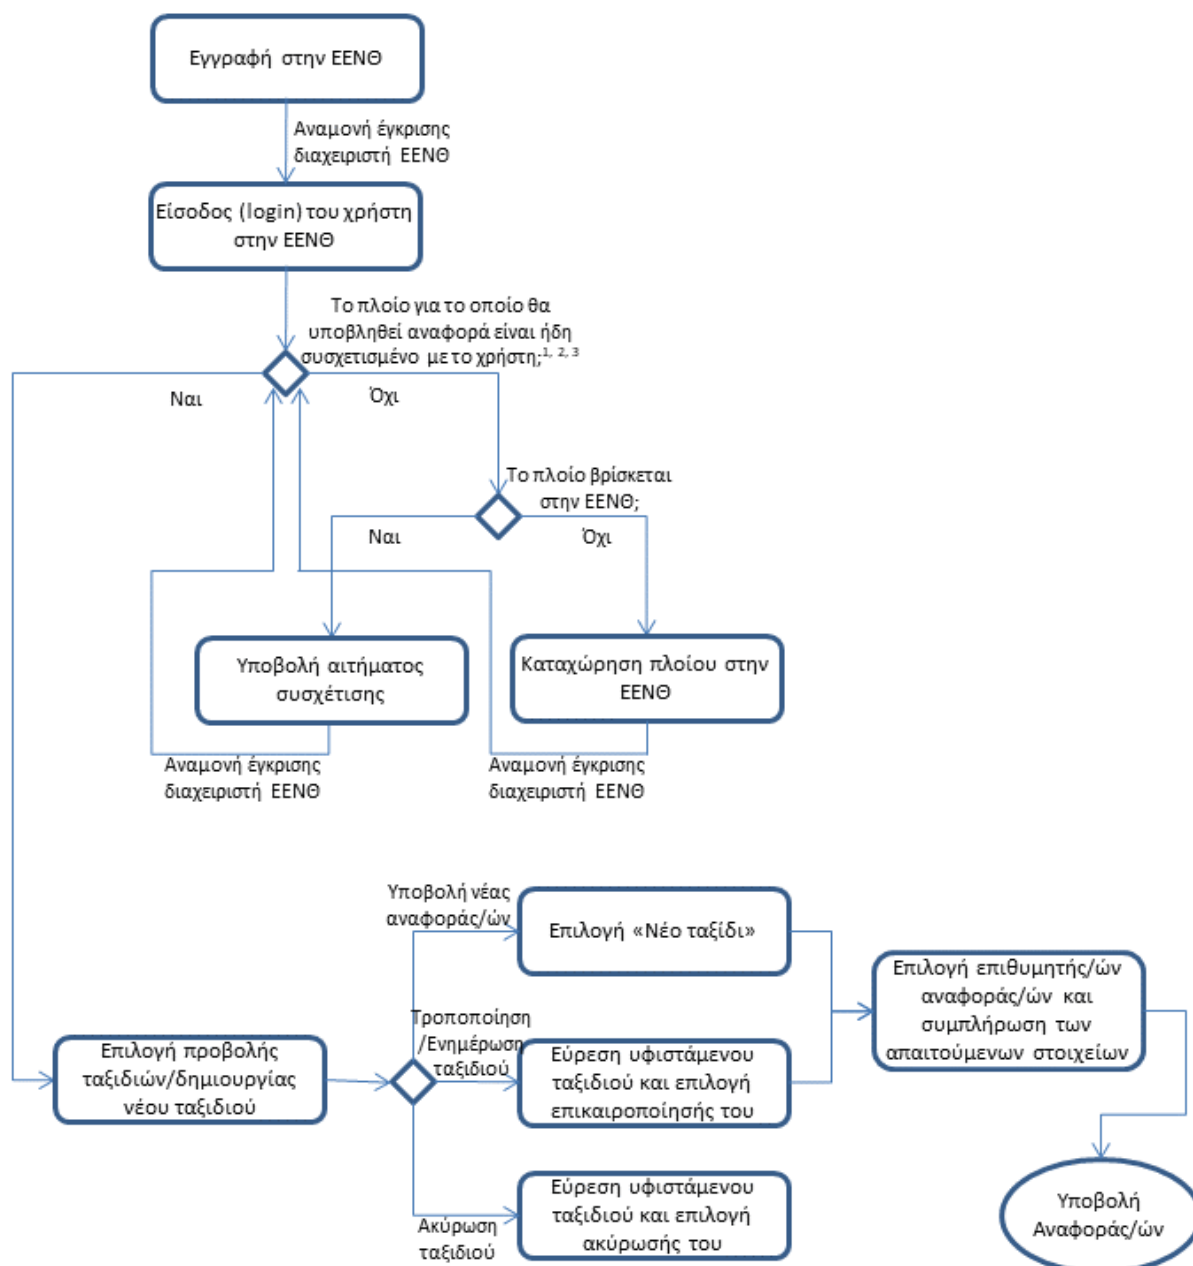 Εγγραφή στην ΕΕΝΘ
Αναμονή έγκρισης
διαχειριστή ΕΕΝΘ
Είσοδος (login) του χρήστη
στην ΕΕΝΘ
Το πλοίο για το οποίο θα
υποβληθεί αναφορά είναι ήδη
συσχετισμένο με το χρήστη;1, 2, 3
Ναι
Όχι
Το πλοίο βρίσκεται
στην ΕΕΝΘ;
Ναι
Όχι
Υποβολή αιτήματος
συσχέτισης
Καταχώρηση πλοίου στην
ΕΕΝΘ
Αναμονή έγκρισης
διαχειριστή ΕΕΝΘ
Αναμονή έγκρισης
διαχειριστή ΕΕΝΘ
Υποβολή νέας
αναφοράς/ών
Επιλογή «Νέο ταξίδι»
Επιλογή επιθυμητής/ών
αναφοράς/ών και
συμπλήρωση των
απαιτούμενων στοιχείων
Τροποποίηση
/Ενημέρωση
ταξιδιού
Επιλογή προβολής
ταξιδιών/δημιουργίας
νέου ταξιδιού
Εύρεση υφιστάμενου
ταξιδιού και επιλογή
επικαιροποίησής του
Εύρεση υφιστάμενου
ταξιδιού και επιλογή
ακύρωσής του
Ακύρωση
ταξιδιού
Υποβολή
Αναφοράς/ών